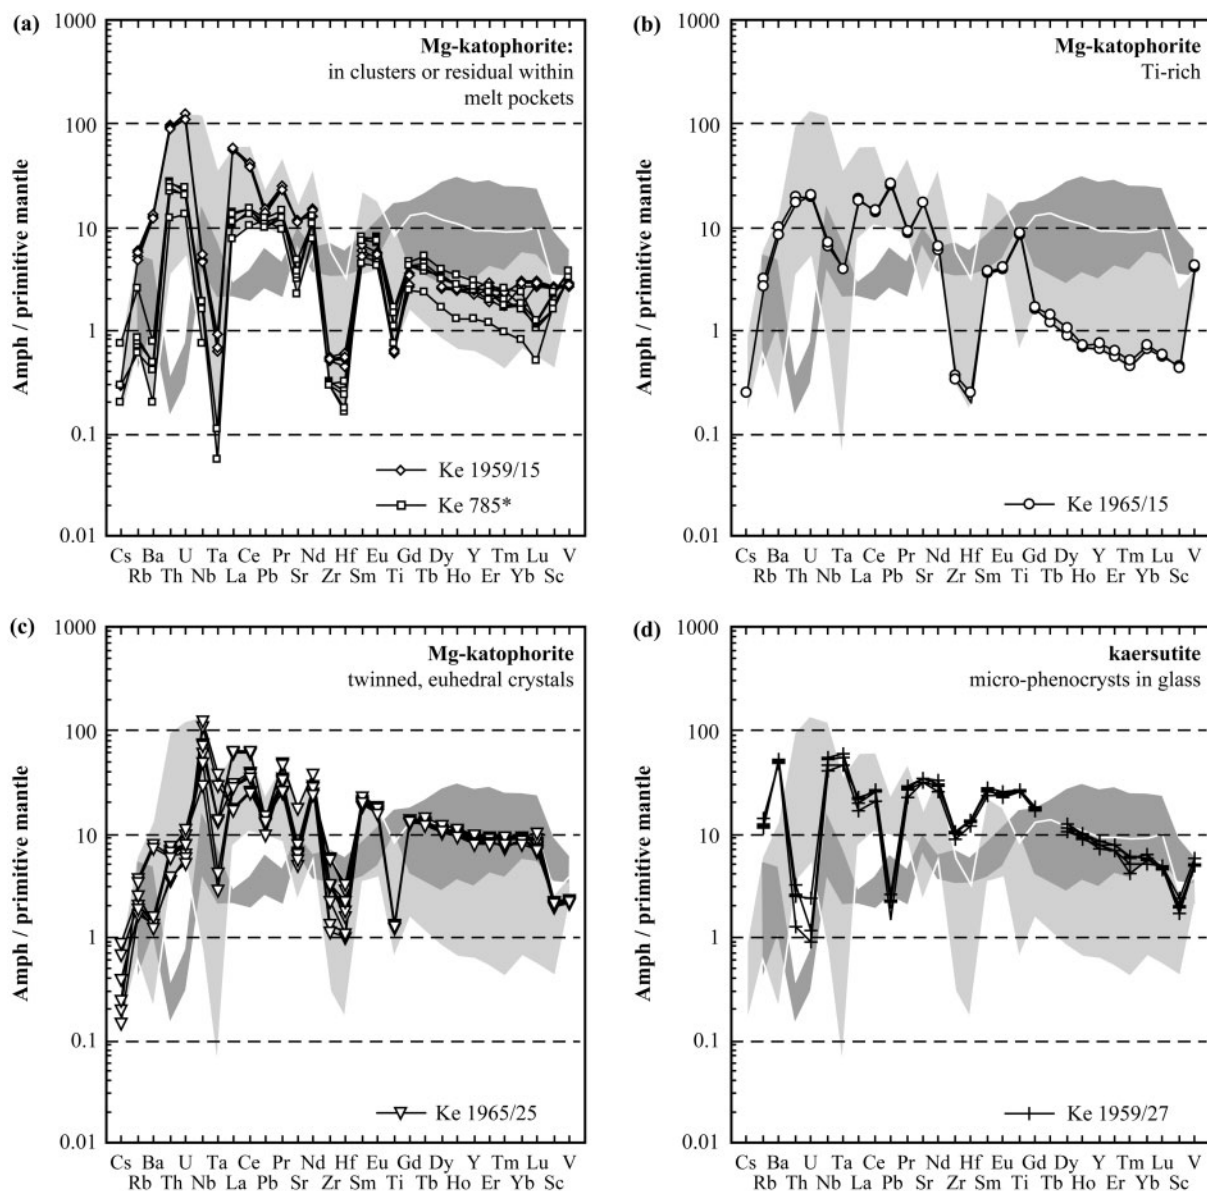 (a)
1000
100
10
1
0.1
0.01
Amph / primitive mantle
Mg-katophorite:
in clusters or residual within
melt pockets
Ke 1959/15
Ke 785*
Cs Ba U Ta Ce Pr Nd Hf Eu Gd Dy Y Tm Lu V
Rb Th Nb La Pb Sr Zr Sm Ti Tb Ho Er Yb Sc
(b)
1000
100
10
1
0.1
0.01
Amph / primitive mantle
Mg-katophorite
Ti-rich
Ke 1965/15
Cs Ba U Ta Ce Pr Nd Hf Eu Gd Dy Y Tm Lu V
Rb Th Nb La Pb Sr Zr Sm Ti Tb Ho Er Yb Sc
(c)
1000
100
10
1
0.1
0.01
Amph / primitive mantle
Mg-katophorite
twinned, euhedral crystals
Ke 1965/25
Cs Ba U Ta Ce Pr Nd Hf Eu Gd Dy Y Tm Lu V
Rb Th Nb La Pb Sr Zr Sm Ti Tb Ho Er Yb Sc
(d)
1000
100
10
1
0.1
0.01
Amph / primitive mantle
kaersutite
micro-phenocrysts in glass
Ke 1959/27
Cs Ba U Ta Ce Pr Nd Hf Eu Gd Dy Y Tm Lu V
Rb Th Nb La Pb Sr Zr Sm Ti Tb Ho Er Yb Sc